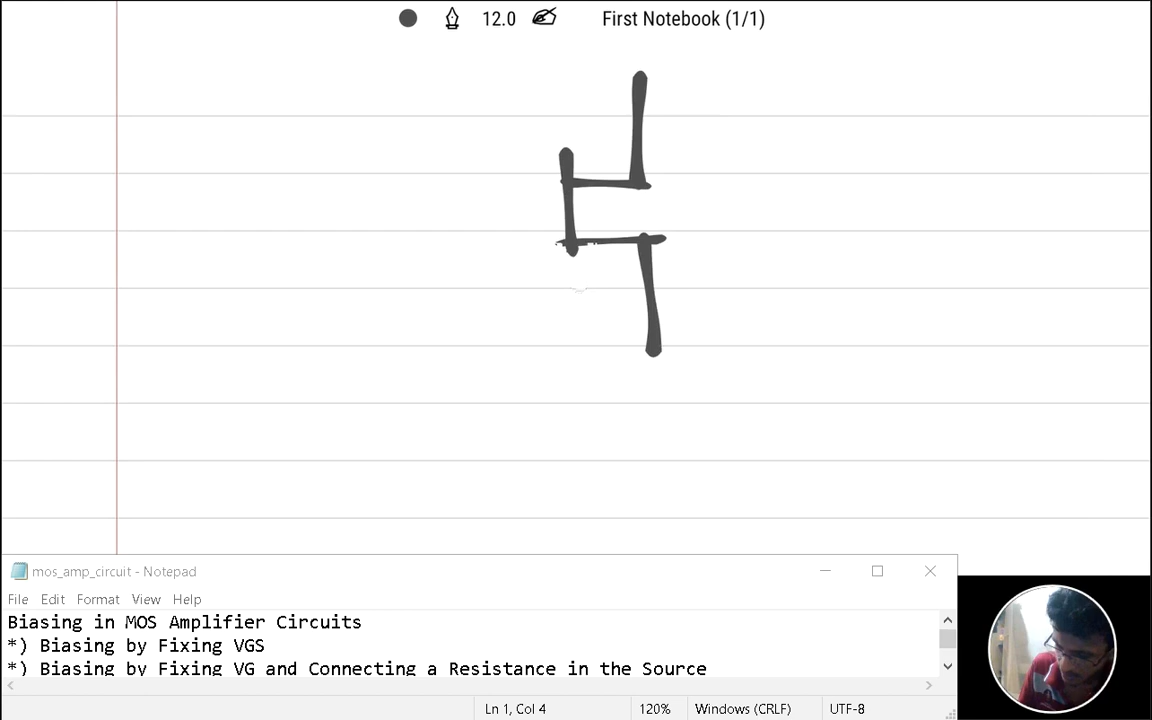 12.0 First Notebook (1/1)
mos_amp_circuit - Notepad
File Edit Format View Help
Biasing in MOS Amplifier Circuits
*) Biasing by Fixing VGS
*) Biasing by Fixing VG and Connecting a Resistance in the Source
Ln 1, Col 4 120% Windows (CRLF) UTF-8